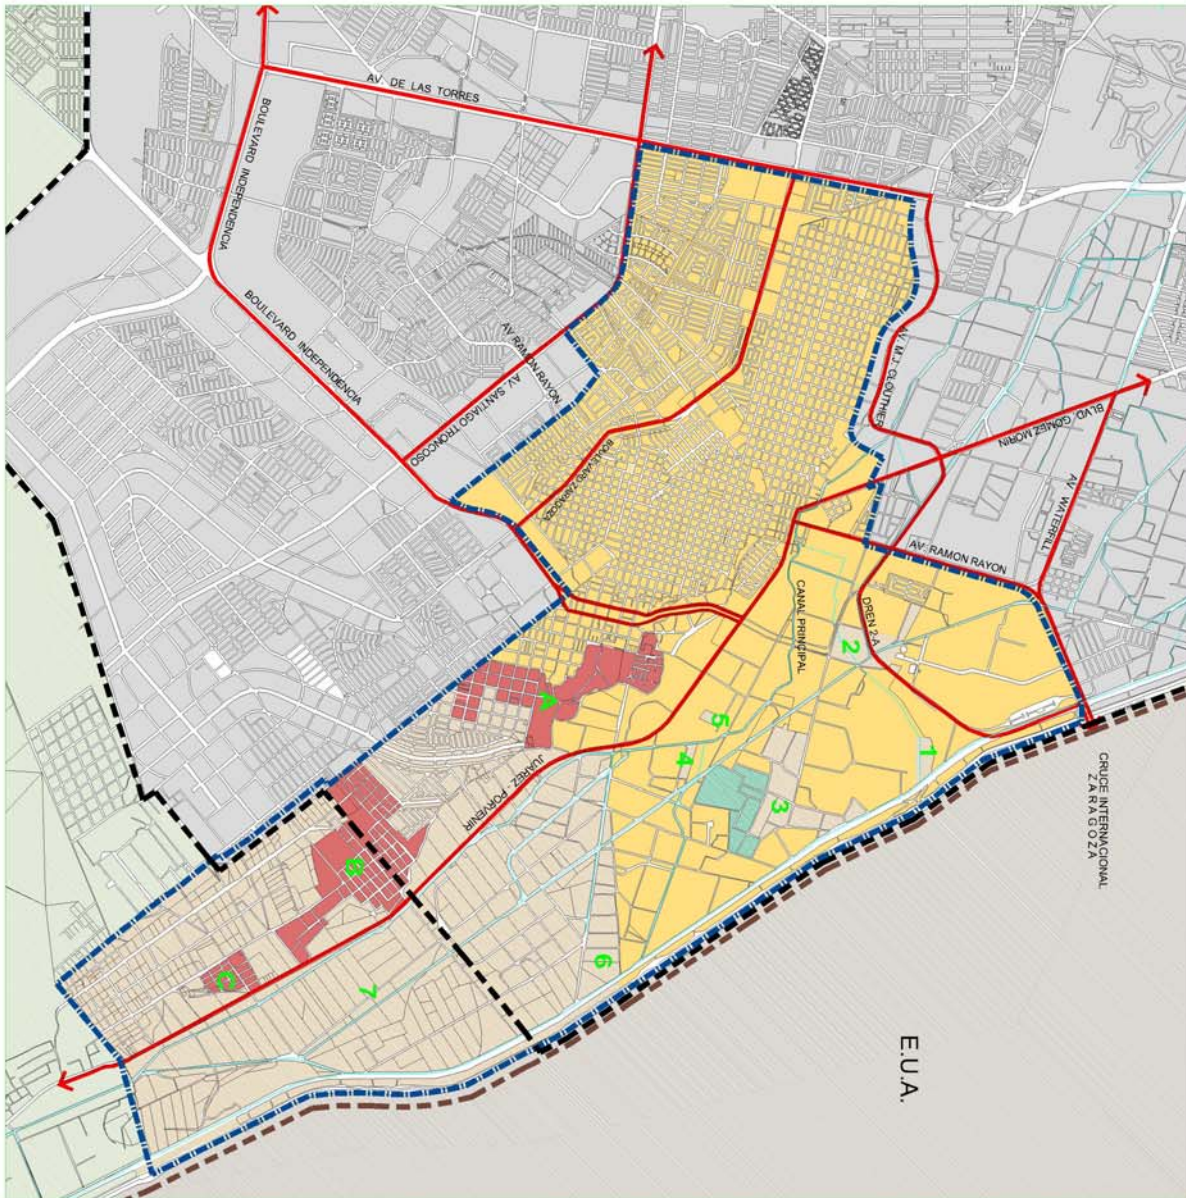 AV. DE LAS TORRES
BOULEVARD INDEPENDENCIA
BOULEVARD INDEPENDENCIA
AV RAMON RAYON
AV. SANTIAGO TRONCOSO
BOULEVARD ZARAGOZA
AV. M.J. CLOUTHIER
BLVD. GOMEZ MORIN
AV. WATERFILL
AV. RAMON RAYON
CANAL PRINCIPAL
DREN 2-A
2
A
5
4
1
3
CRUCE INTERNACIONAL
ZARAGOZA
JUAREZ - PORVENIR
B
C
6
7
E.U.A.